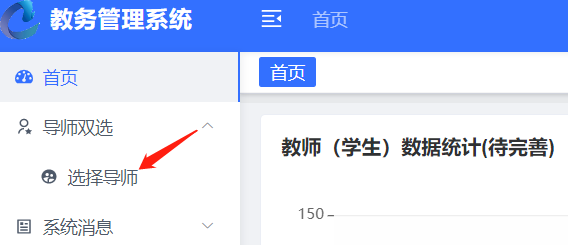 教务管理系统
首页
首页
首页
导师双选
选择导师
系统消息
教师（学生）数据统计(待完善)
150